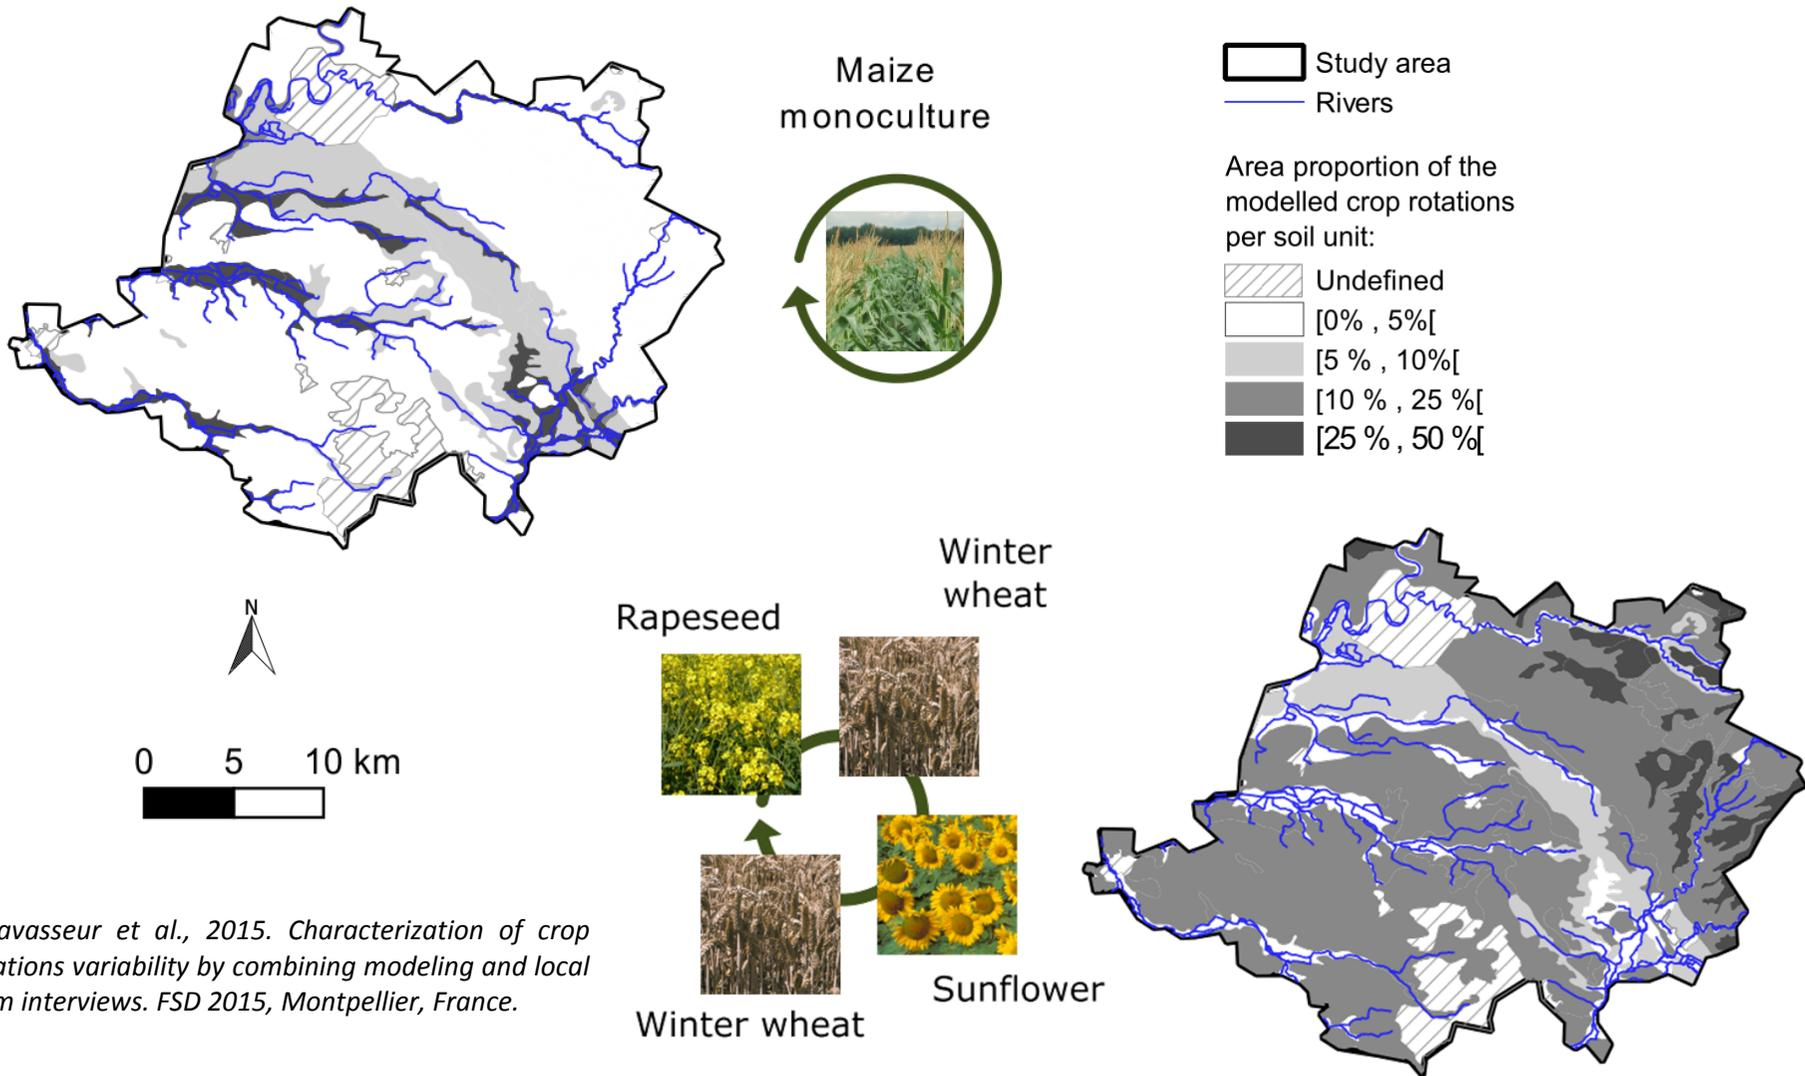 Maize
monoculture
Study area
Rivers
Area proportion of the
modelled crop rotations
per soil unit:
Undefined
[0% , 5%[
[5 % , 10%[
[10 % , 25 %[
[25 % , 50 %[
N
0 5 10 km
Rapeseed
Winter
wheat
Sunflower
Winter wheat
avasseur et al., 2015. Characterization of crop
ations variability by combining modeling and local
m interviews. FSD 2015, Montpellier, France.